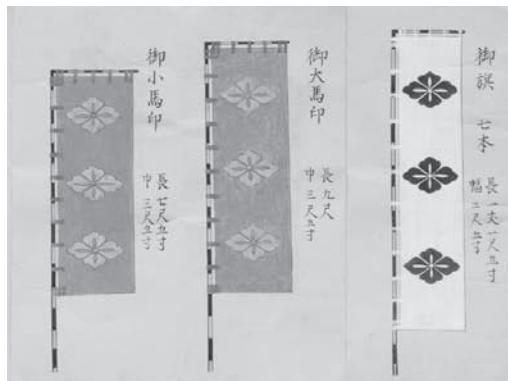 御旗 七本
長一丈一尺五寸
幅三尺五寸
御大馬印
長九尺
巾三尺五寸
御小馬印
長七尺五寸
巾三尺五寸